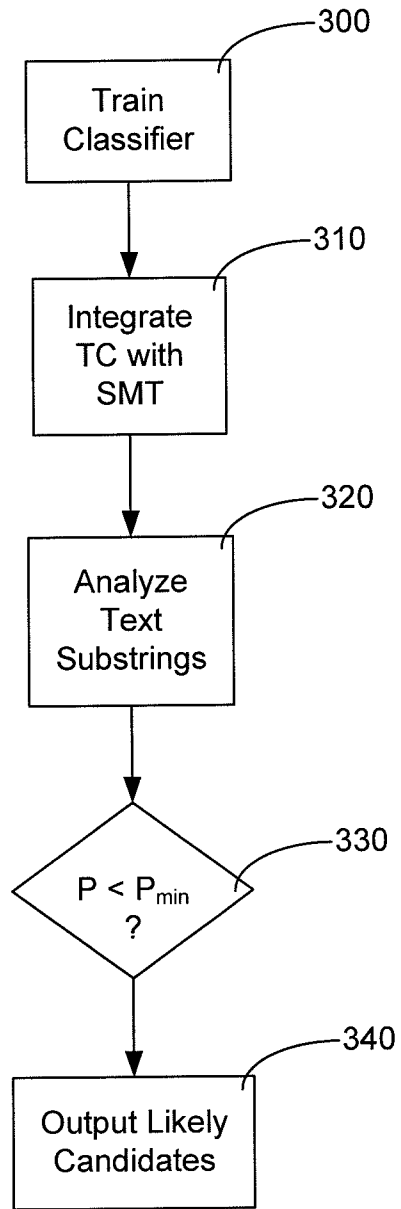 300
Train
Classifier
310
Integrate
TC with
SMT
320
Analyze
Text
Substrings
330
P < Pmin
?
340
Output Likely
Candidates